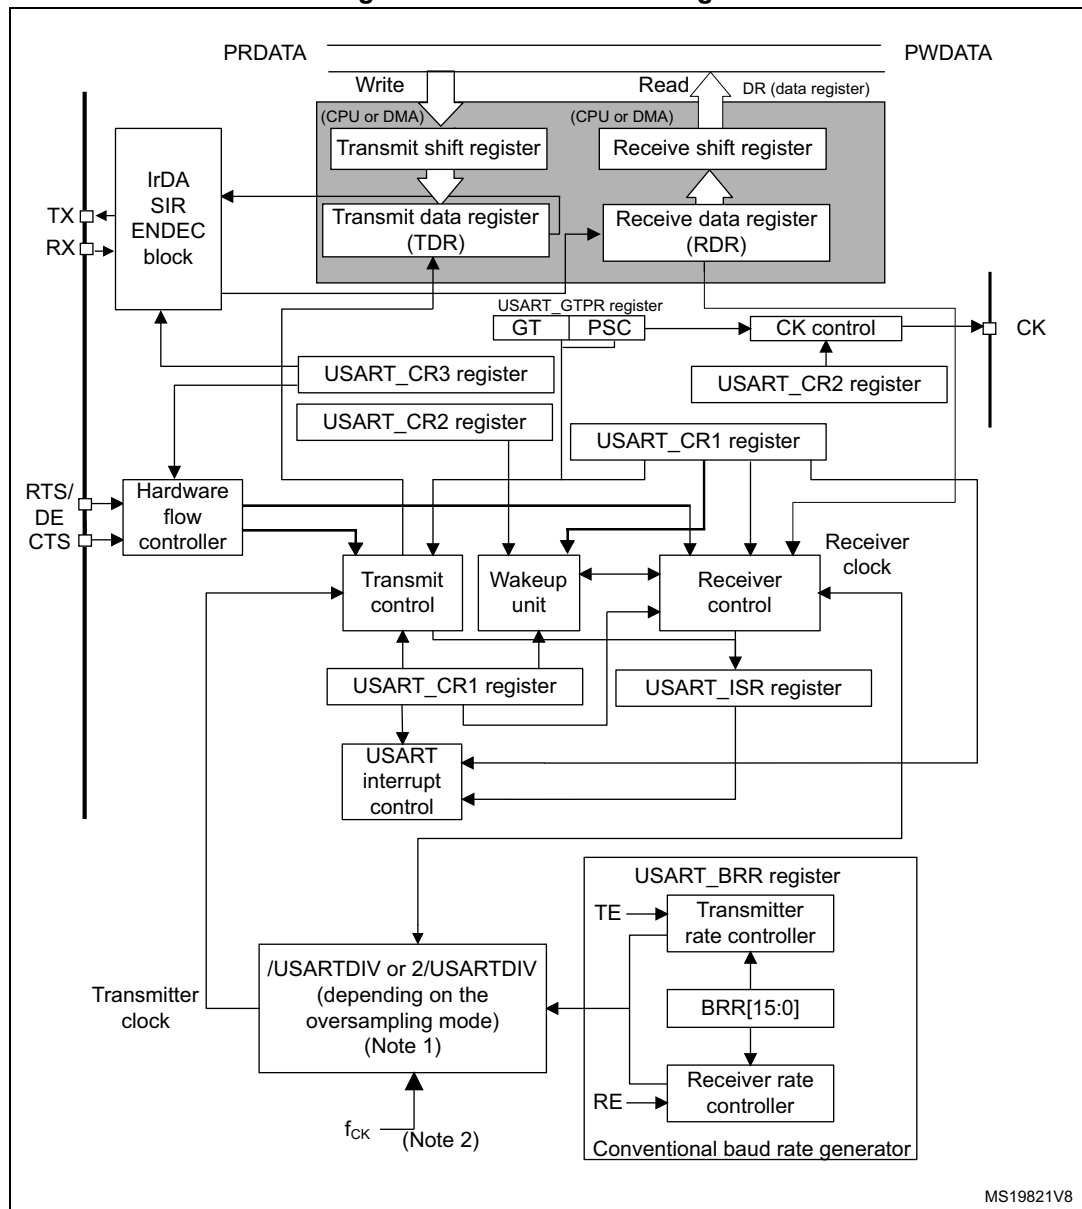 PRDATA
PWDATA
Write
Read
DR (data register)
(CPU or DMA)
(CPU or DMA)
Transmit shift register
Receive shift register
IrDA
SIR
ENDEC
block
TX
RX
Transmit data register
(TDR)
Receive data register
(RDR)
USART_GTPR register
GT
PSC
CK control
CK
USART_CR3 register
USART_CR2 register
USART_CR2 register
USART_CR1 register
RTS/
DE
CTS
Hardware
flow
controller
Receiver
clock
Transmit
control
Wakeup
unit
Receiver
control
USART_CR1 register
USART_ISR register
USART
interrupt
control
USART_BRR register
TE
Transmitter
rate controller
/USARTDIV or 2/USARTDIV
(depending on the
oversampling mode)
(Note 1)
Transmitter
clock
BRR[15:0]
RE
Receiver rate
controller
fCK
(Note 2)
Conventional baud rate generator
MS19821V8